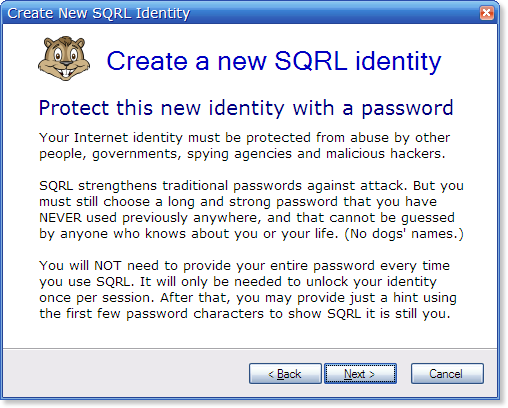 Create New SQRL Identity
Create a new SQRL identity
Protect this new identity with a password
Your Internet identity must be protected from abuse by other
people, governments, spying agencies and malicious hackers.
SQRL strengthens traditional passwords against attack. But you
must still choose a long and strong password that you have
NEVER used previously anywhere, and that cannot be guessed
by anyone who knows about you or your life. (No dogs' names.)
You will NOT need to provide your entire password every time
you use SQRL. It will only be needed to unlock your identity
once per session. After that, you may provide just a hint using
the first few password characters to show SQRL it is still you.
< Back Next > Cancel